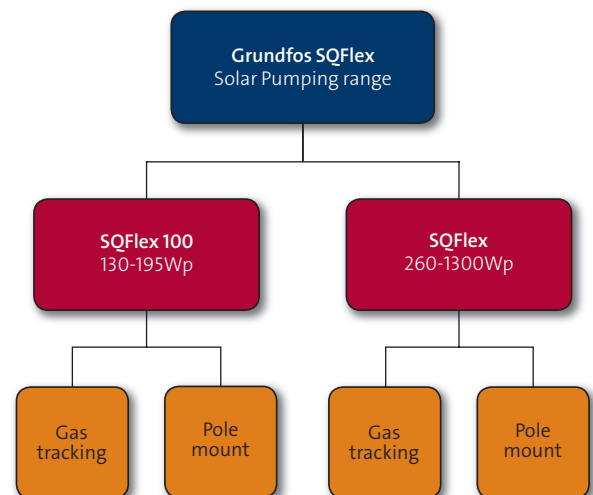 Grundfos SQFlex
Solar Pumping range
SQFlex 100
130-195Wp
SQFlex
260-1300Wp
Gas
tracking
Pole
mount
Gas
tracking
Pole
mount